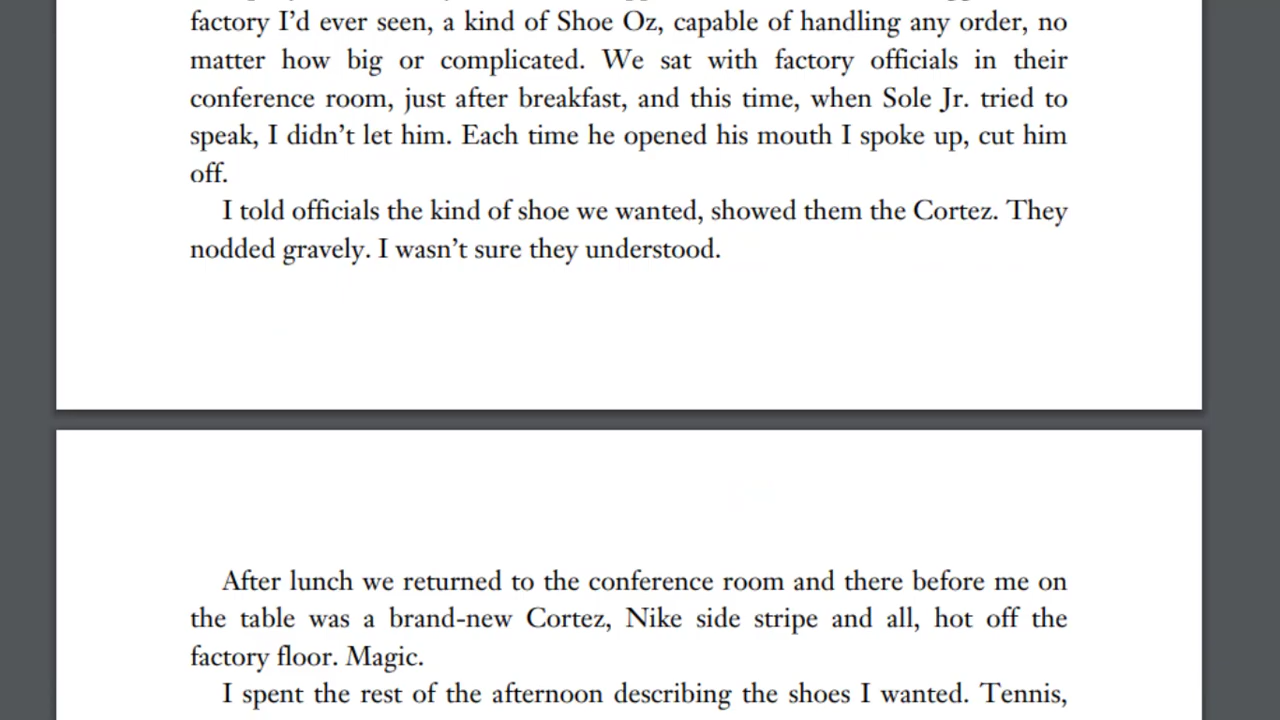 factory I’d ever seen, a kind of Shoe Oz, capable of handling any order, no
matter how big or complicated. We sat with factory officials in their
conference room, just after breakfast, and this time, when Sole Jr. tried to
speak, I didn’t let him. Each time he opened his mouth I spoke up, cut him
off.
I told officials the kind of shoe we wanted, showed them the Cortez. They
nodded gravely. I wasn’t sure they understood.
After lunch we returned to the conference room and there before me on
the table was a brand-new Cortez, Nike side stripe and all, hot off the
factory floor. Magic.
I spent the rest of the afternoon describing the shoes I wanted. Tennis,